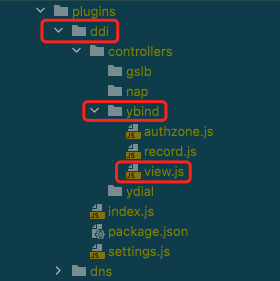 plugins
ddi
controllers
gslb
nap
ybind
JS authzone.js
JS record.js
JS view.js
ydial
JS index.js
package.json
JS settings.js
dns